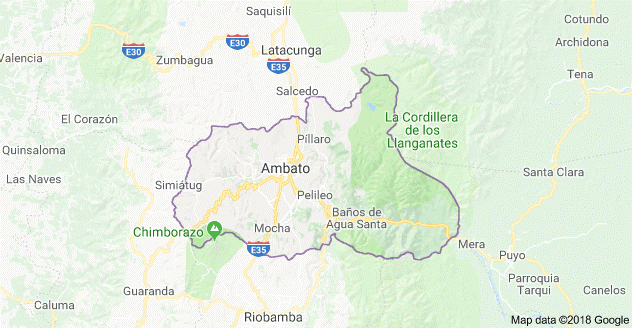 Saquisilí
Cotundo
Archidona
E30
E30
Latacunga
Valencia
Zumbagua
E35
Tena
Salcedo
El Corazón
La Cordillera
de los
Llanganates
Píllaro
Quinsaloma
Ambato
Santa Clara
Las Naves
Simiátug
Pelileo
Baños de
Agua Santa
Chimborazo
Mocha
E35
Mera
Puyo
Guaranda
Parroquia
Tarqui
Canelos
Caluma
Riobamba
Map data ©2018 Google